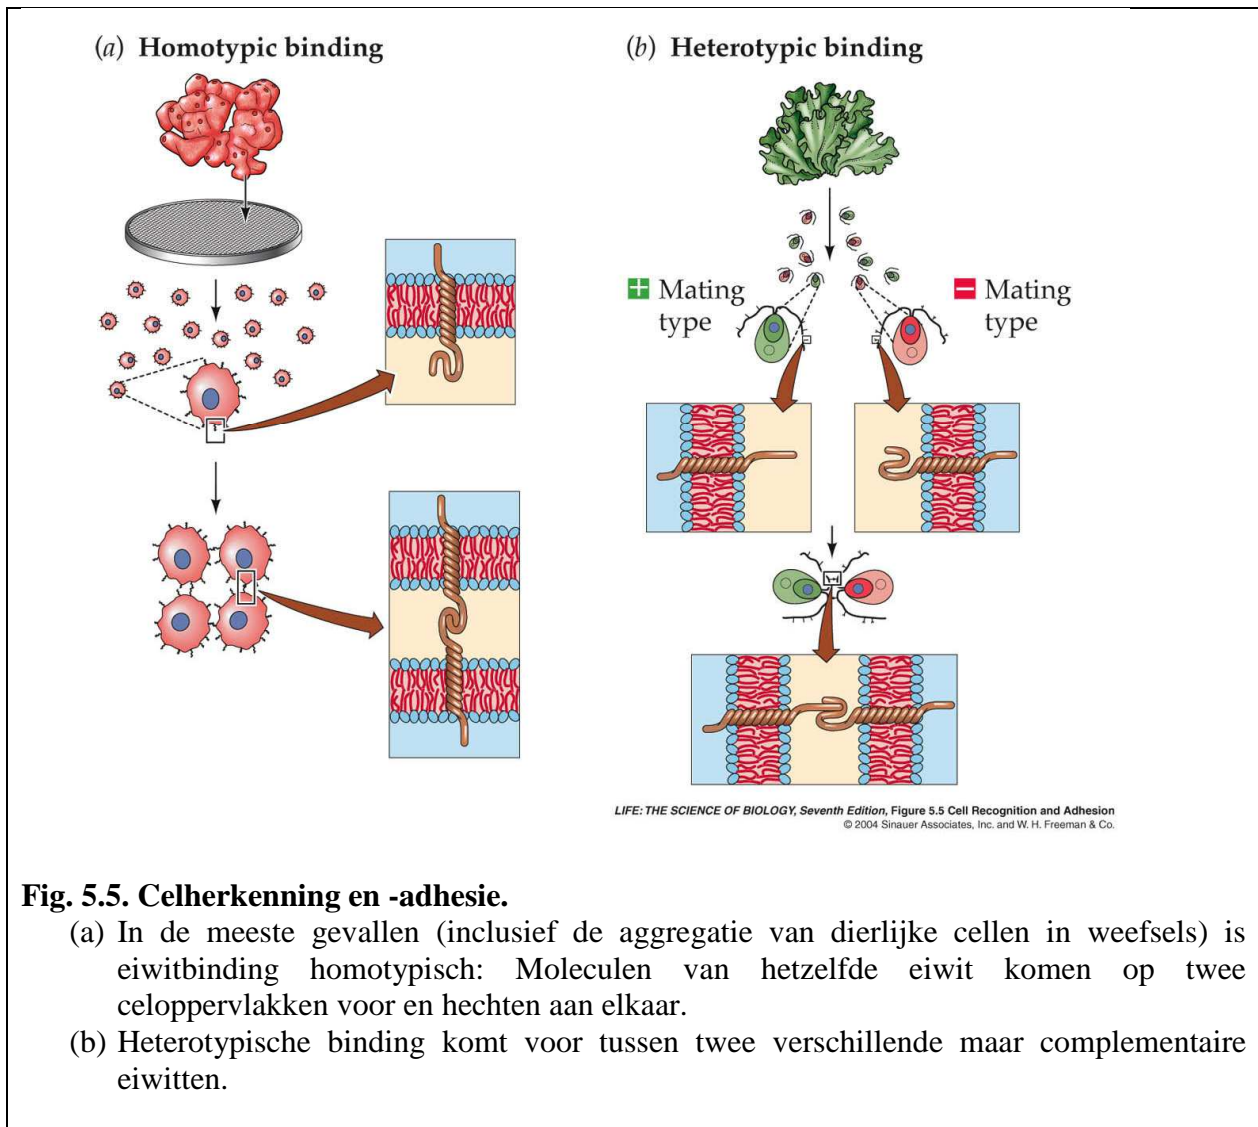 (a) Homotypic binding
(b) Heterotypic binding
+ Mating
type
− Mating
type
LIFE: THE SCIENCE OF BIOLOGY, Seventh Edition, Figure 5.5 Cell Recognition and Adhesion
© 2004 Sinauer Associates, Inc. and W. H. Freeman & Co.
Fig. 5.5. Celherkenning en -adhesie.
(a) In de meeste gevallen (inclusief de aggregatie van dierlijke cellen in weefsels) is
eiwitbinding homotypisch: Moleculen van hetzelfde eiwit komen op twee
celoppervlakken voor en hechten aan elkaar.
(b) Heterotypische binding komt voor tussen twee verschillende maar complementaire
eiwitten.